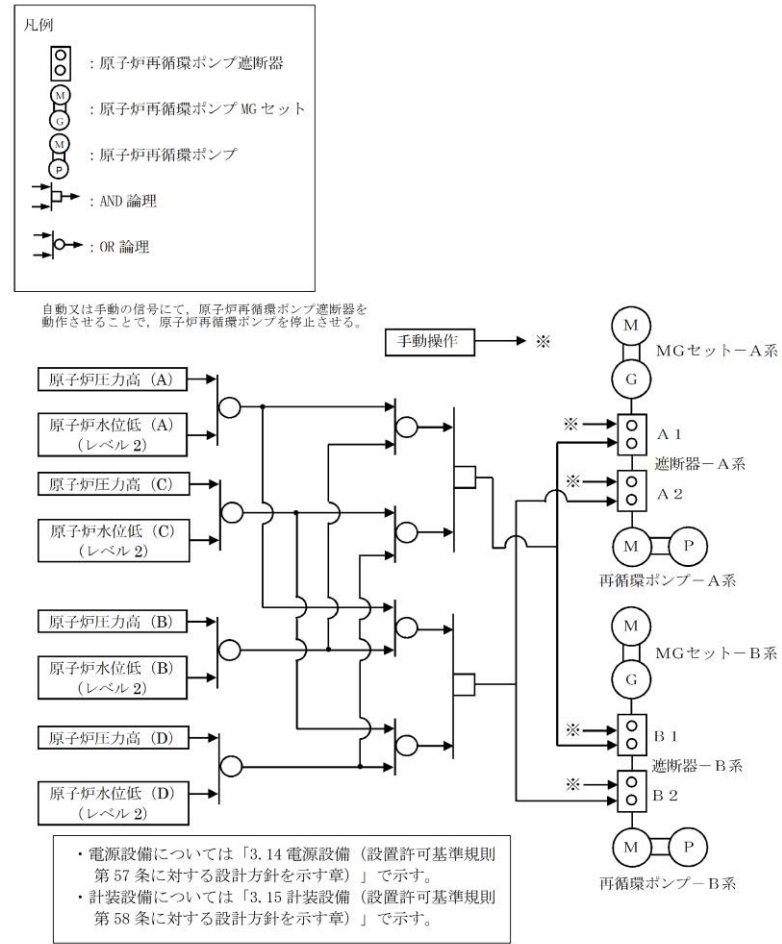 凡例
M
G
M
P
：原子炉再循環ポンプ遮断器
：原子炉再循環ポンプ MG セット
：原子炉再循環ポンプ
：AND 論理
：OR 論理
自動又は手動の信号にて，原子炉再循環ポンプ遮断器を
動作させることで，原子炉再循環ポンプを停止させる。
手動操作
※
原子炉圧力高（A）
原子炉水位低（A）
（レベル 2）
原子炉圧力高（C）
原子炉水位低（C）
（レベル 2）
原子炉圧力高（B）
原子炉水位低（B）
（レベル 2）
原子炉圧力高（D）
原子炉水位低（D）
（レベル 2）
M
MGセット－A系
G
※
A1
遮断器－A系
※
A2
M
P
再循環ポンプ－A系
M
MGセット－B系
G
※
B1
遮断器－B系
※
B2
M
P
再循環ポンプ－B系
・電源設備については「3.14 電源設備（設置許可基準規則
第 57 条に対する設計方針を示す章）」で示す。
・計装設備については「3.15 計装設備（設置許可基準規則
第 58 条に対する設計方針を示す章）」で示す。